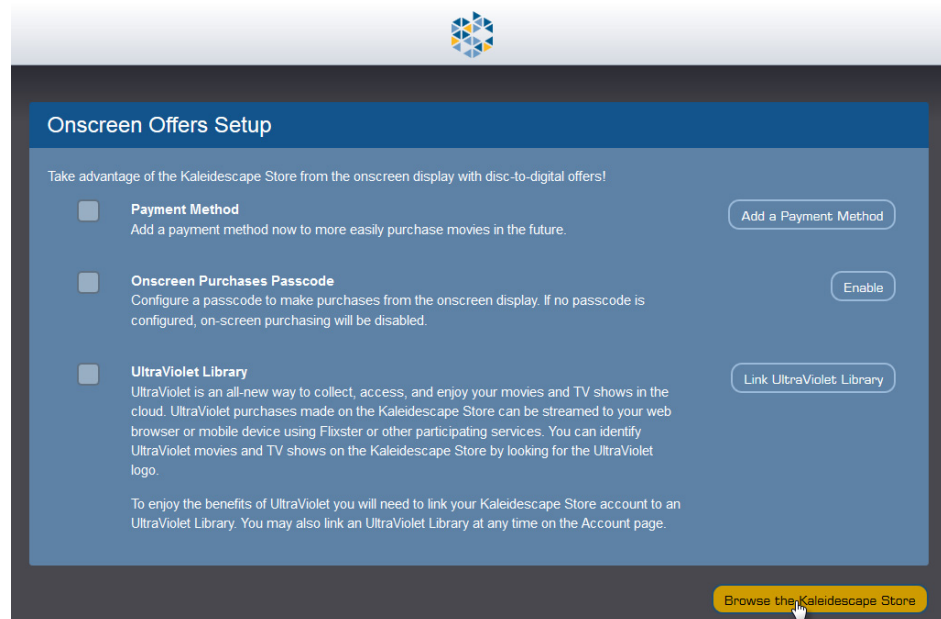 Onscreen Offers Setup
Take advantage of the Kaleidescape Store from the onscreen display with disc-to-digital offers!
Payment Method
Add a payment method now to more easily purchase movies in the future.
Add a Payment Method
Onscreen Purchases Passcode
Configure a passcode to make purchases from the onscreen display. If no passcode is
configured, on-screen purchasing will be disabled.
Enable
UltraViolet Library
UltraViolet is an all-new way to collect, access, and enjoy your movies and TV shows in the
cloud. UltraViolet purchases made on the Kaleidescape Store can be streamed to your web
browser or mobile device using Flixster or other participating services. You can identify
UltraViolet movies and TV shows on the Kaleidescape Store by looking for the UltraViolet
logo.
Link UltraViolet Library
To enjoy the benefits of UltraViolet you will need to link your Kaleidescape Store account to an
UltraViolet Library. You may also link an UltraViolet Library at any time on the Account page.
Browse the Kaleidescape Store